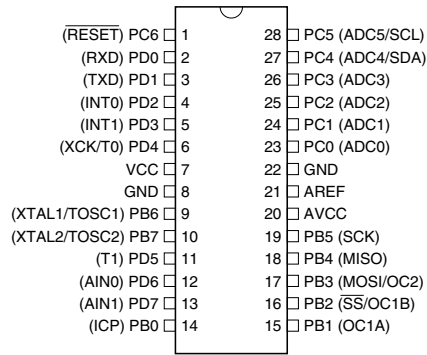 (RESET) PC6 1 28 PC5 (ADC5/SCL)
(RXD) PD0 2 27 PC4 (ADC4/SDA)
(TXD) PD1 3 26 PC3 (ADC3)
(INT0) PD2 4 25 PC2 (ADC2)
(INT1) PD3 5 24 PC1 (ADC1)
(XCK/T0) PD4 6 23 PC0 (ADC0)
VCC 7 22 GND
GND 8 21 AREF
(XTAL1/TOSC1) PB6 9 20 AVCC
(XTAL2/TOSC2) PB7 10 19 PB5 (SCK)
(T1) PD5 11 18 PB4 (MISO)
(AIN0) PD6 12 17 PB3 (MOSI/OC2)
(AIN1) PD7 13 16 PB2 (SS/OC1B)
(ICP) PB0 14 15 PB1 (OC1A)